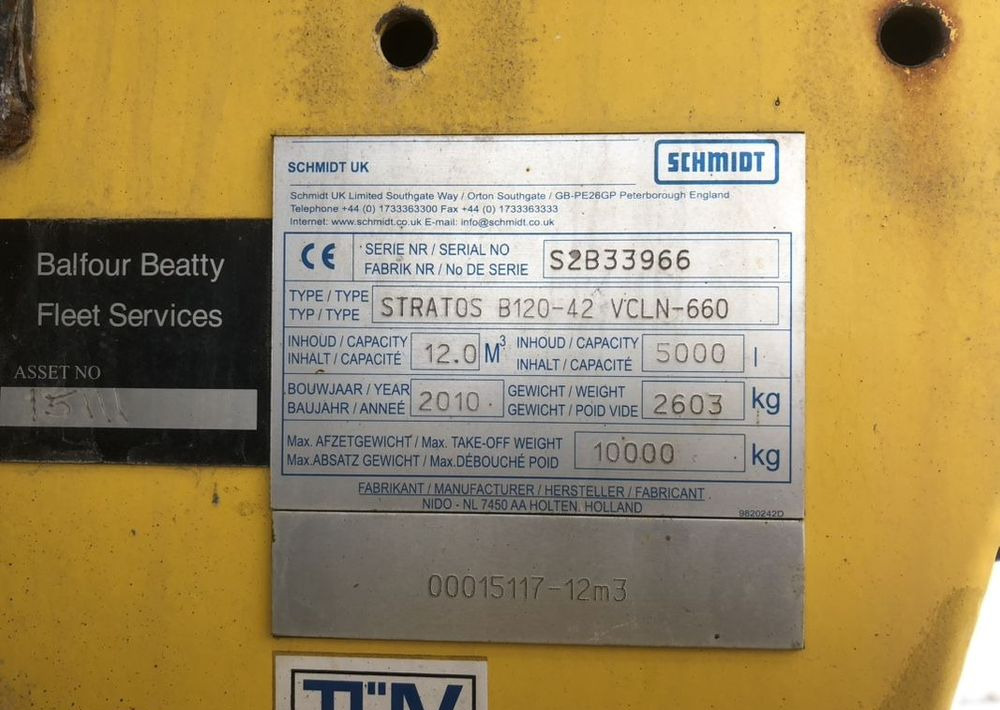 SCHMIDT UK
SCHMIDT
Schmidt UK Limited Southgate Way / Orton Southgate / GB-PE26GP Peterborough England
Telephone +44 (0) 1733363300 Fax +44 (0) 1733363333
Internet: www.schmidt.co.uk E-mail: info@schmidt.co.uk
CE
SERIE NR / SERIAL NO
FABRIK NR / No DE SERIE
S2B33966
TYPE / TYPE
TYP / TYPE
STRATOS B120-42 VCLN-660
INHOUD / CAPACITY
INHALT / CAPACITÉ
12.0 M³
INHOUD / CAPACITY
INHALT / CAPACITÉ
5000 l
BOUWJAAR / YEAR
BAUJAHR / ANNEÉ
2010
GEWICHT / WEIGHT
GEWICHT / POID VIDE
2603 kg
Max. AFZETGEWICHT / Max. TAKE-OFF WEIGHT
Max.ABSATZ GEWICHT / Max.DÉBOUCHÉ POID
10000 kg
FABRIKANT / MANUFACTURER / HERSTELLER / FABRICANT
NIDO - NL 7450 AA HOLTEN, HOLLAND
9820242D
00015117-12m3
Balfour Beatty
Fleet Services
ASSET NO
TÜV